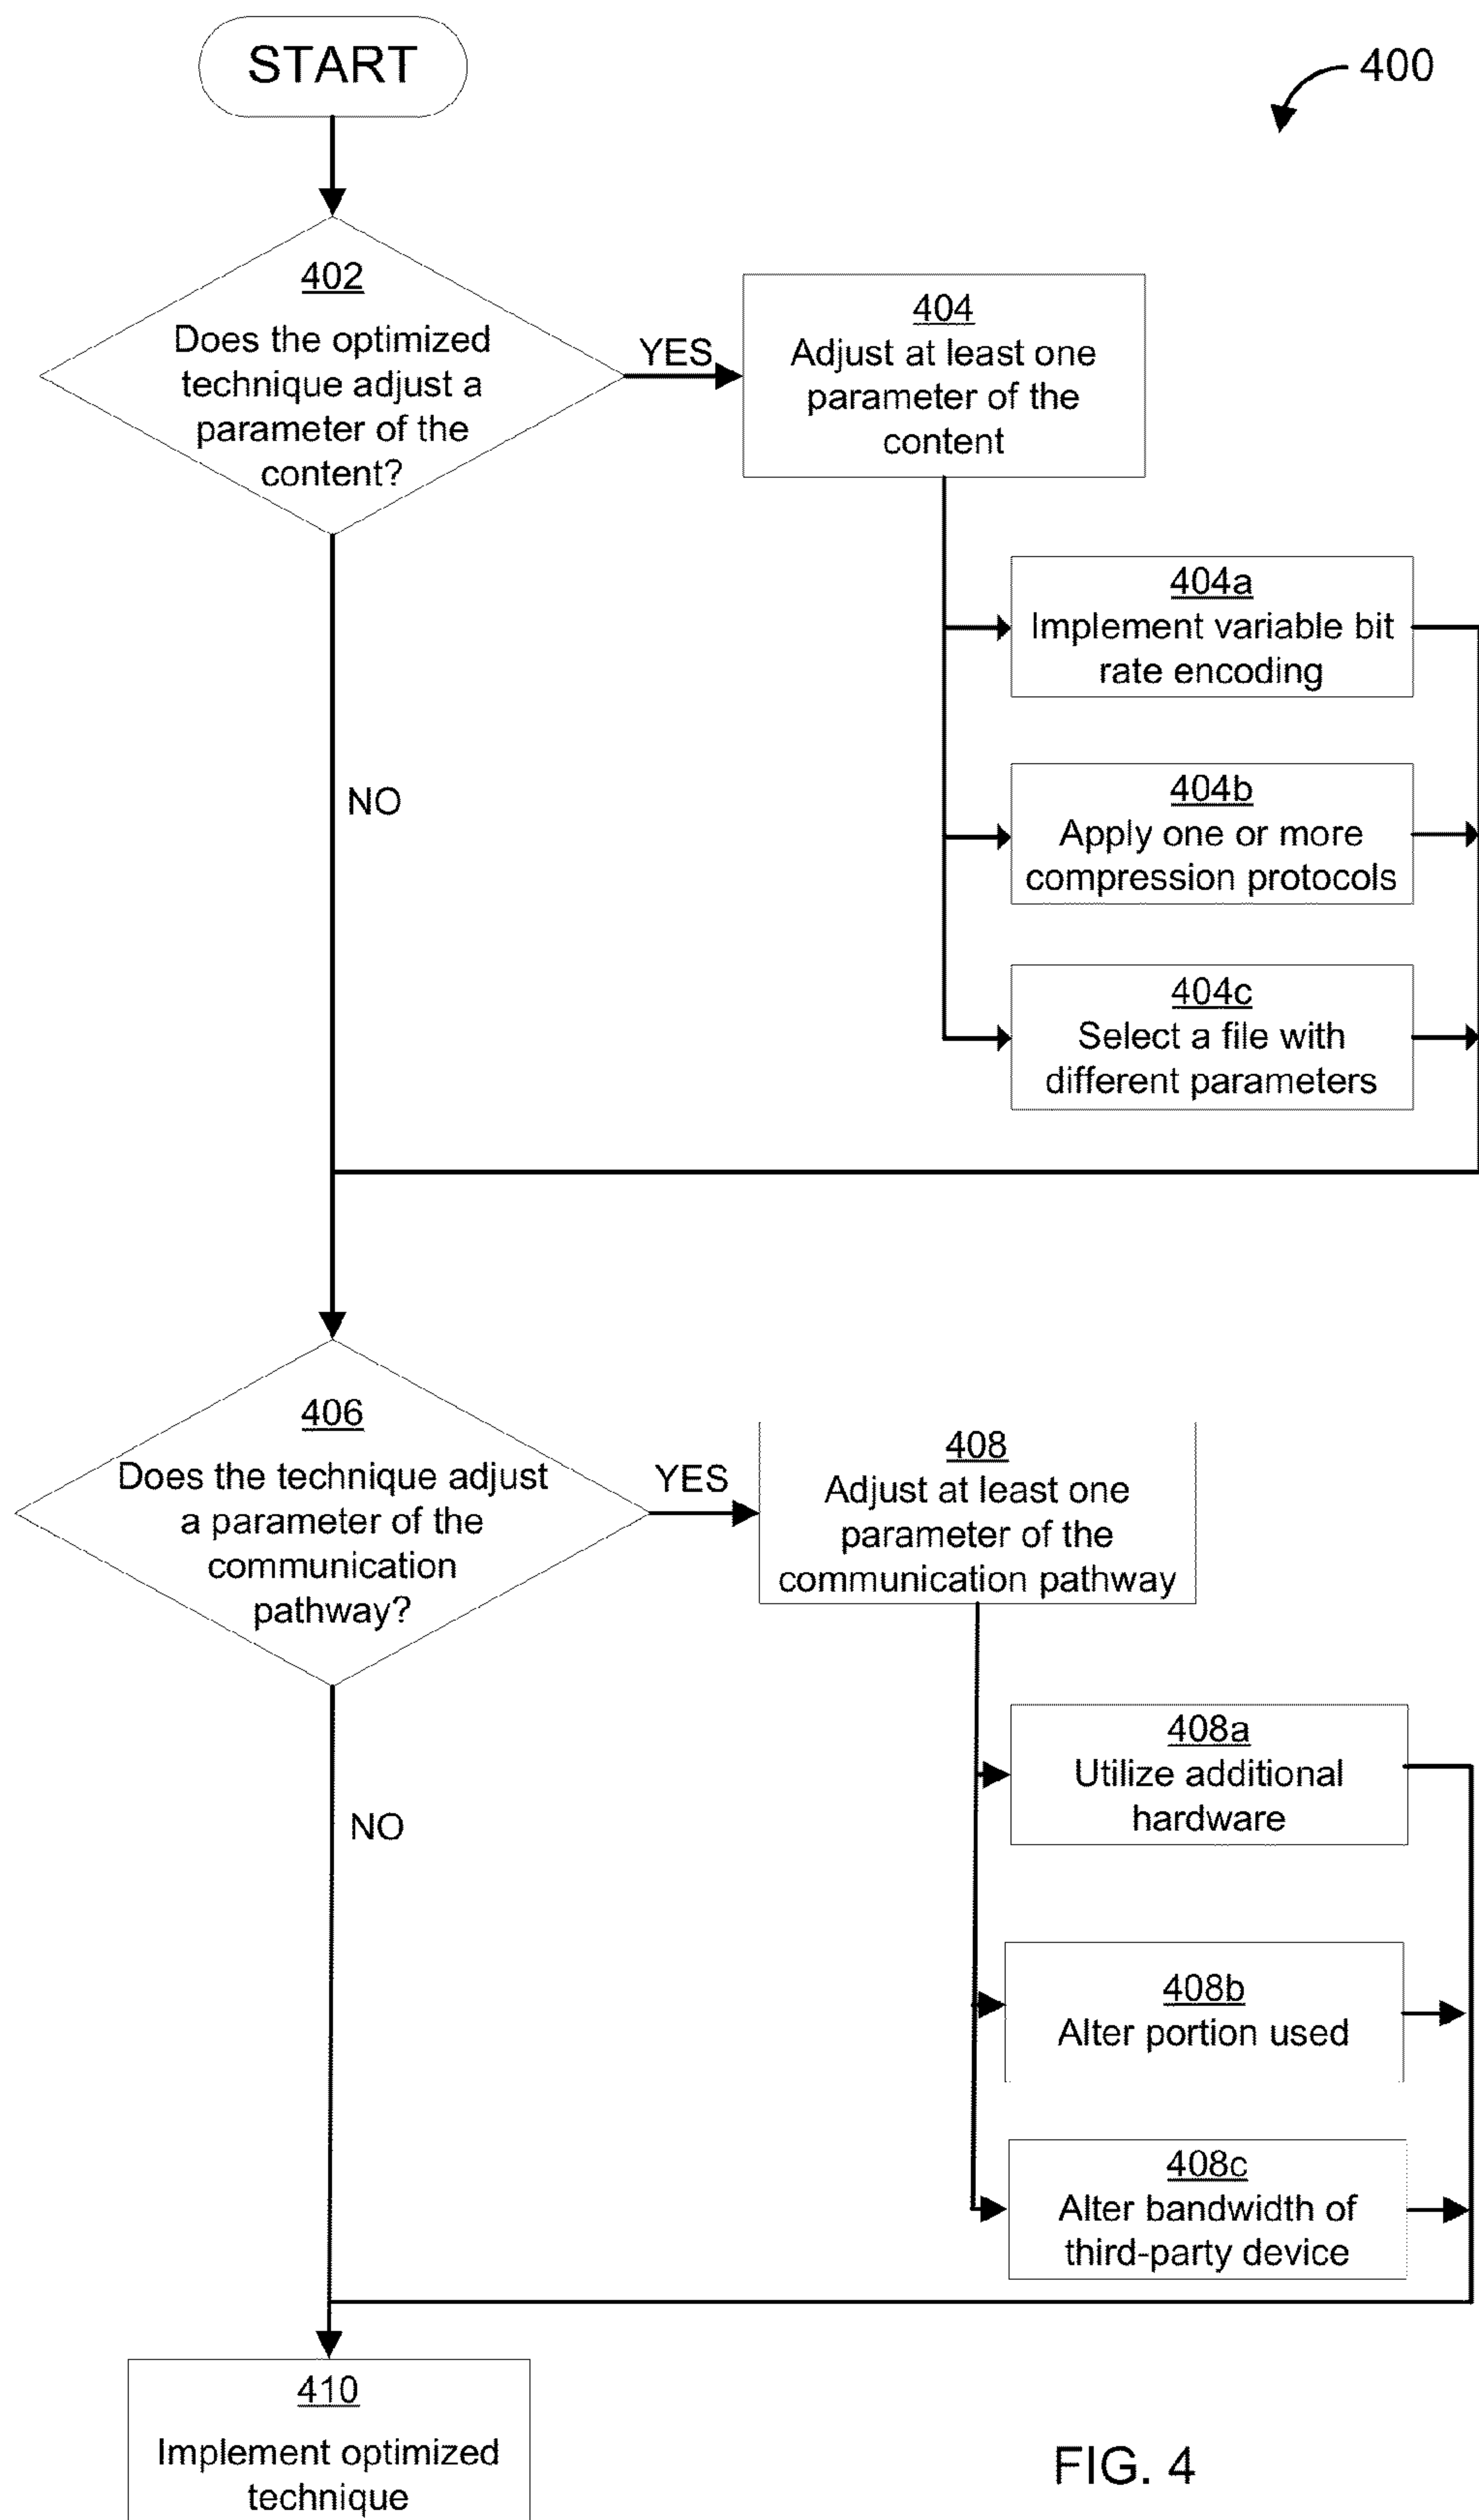 START
400
402
Does the optimized
technique adjust a
parameter of the
content?
YES
404
Adjust at least one
parameter of the
content
404a
Implement variable bit
rate encoding
NO
404b
Apply one or more
compression protocols
404c
Select a file with
different parameters
406
Does the technique adjust
a parameter of the
communication
pathway?
YES
408
Adjust at least one
parameter of the
communication pathway
408a
Utilize additional
hardware
NO
408b
Alter portion used
408c
Alter bandwidth of
third-party device
410
Implement optimized
technique
FIG. 4